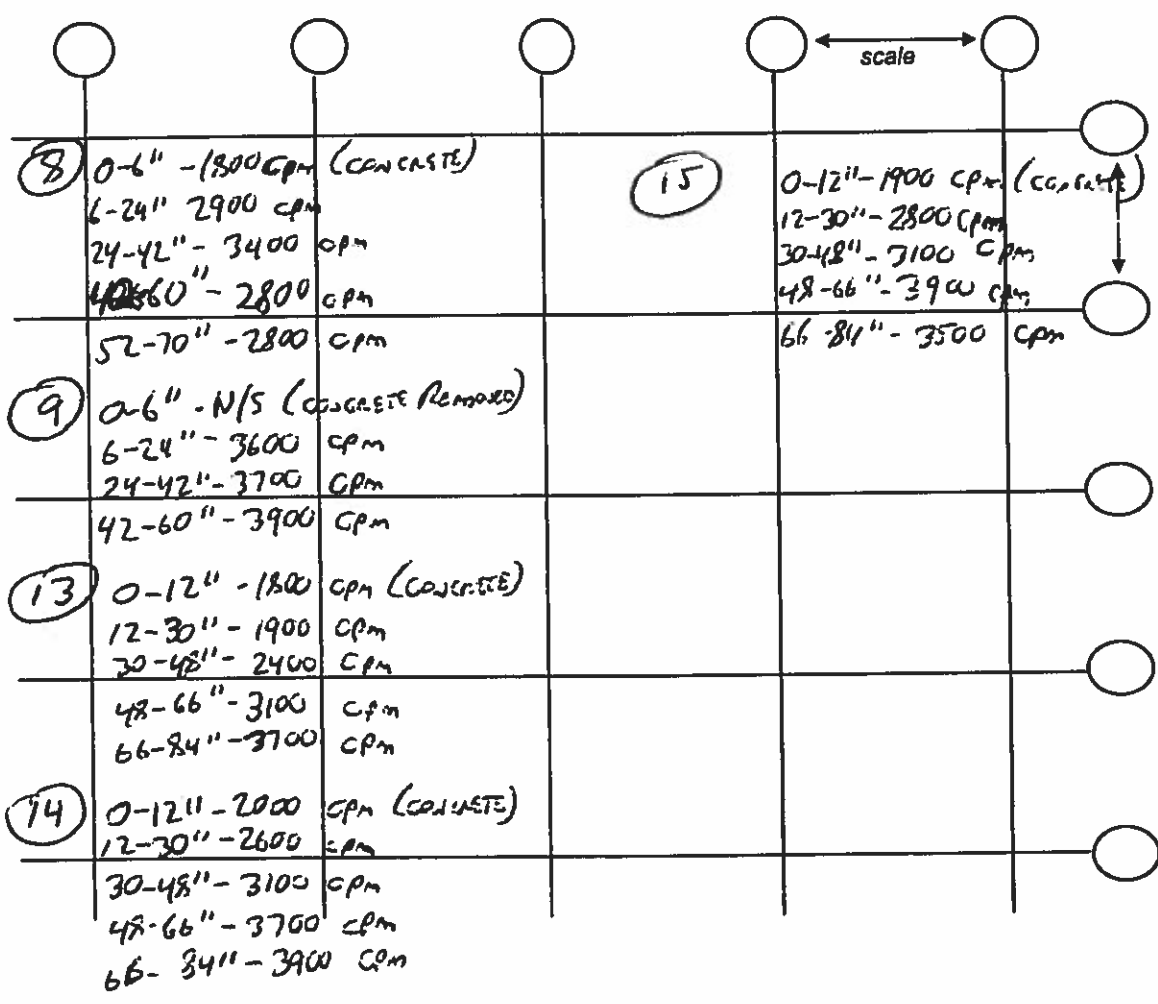 scale
8 0-6" - 1800 cpm (CONCRETE)
6-24" 2900 cpm
24-42" - 3400 cpm
60" - 2800 cpm
52-70" - 2800 cpm
9 0-6" - N/S (CONCRETE REMOVED)
6-24" - 3600 cpm
24-42" - 3700 cpm
42-60" - 3900 cpm
13 0-12" - 1800 cpm (CONCRETE)
12-30" - 1900 cpm
30-48" - 2400 cpm
48-66" - 3100 cpm
66-84" - 3700 cpm
14 0-12" - 2000 cpm (CONCRETE)
12-30" - 2600 cpm
30-48" - 3100 cpm
48-66" - 3700 cpm
66-84" - 3900 cpm
15 0-12" - 1900 cpm (CONCRETE)
12-30" - 2800 cpm
30-48" - 3100 cpm
48-66" - 3900 cpm
66-84" - 3500 cpm